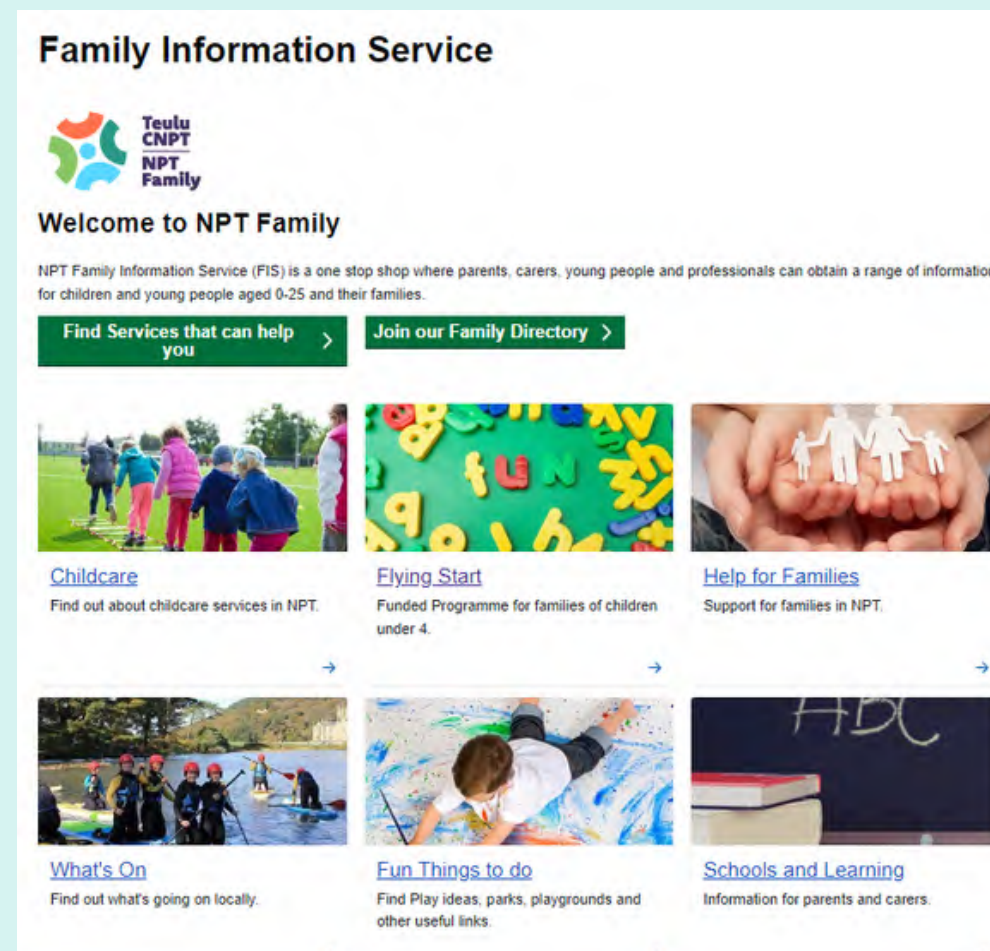 Family Information Service
Teulu
CNPT
NPT
Family
Welcome to NPT Family
NPT Family Information Service (FIS) is a one stop shop where parents, carers, young people and professionals can obtain a range of information
for children and young people aged 0-25 and their families.
Find Services that can help
you
Join our Family Directory
fun
Childcare
Find out about childcare services in NPT.
Flying Start
Funded Programme for families of children
under 4.
Help for Families
Support for families in NPT.
ABC
What's On
Find out what's going on locally.
Fun Things to do
Find Play ideas, parks, playgrounds and
other useful links.
Schools and Learning
Information for parents and carers.